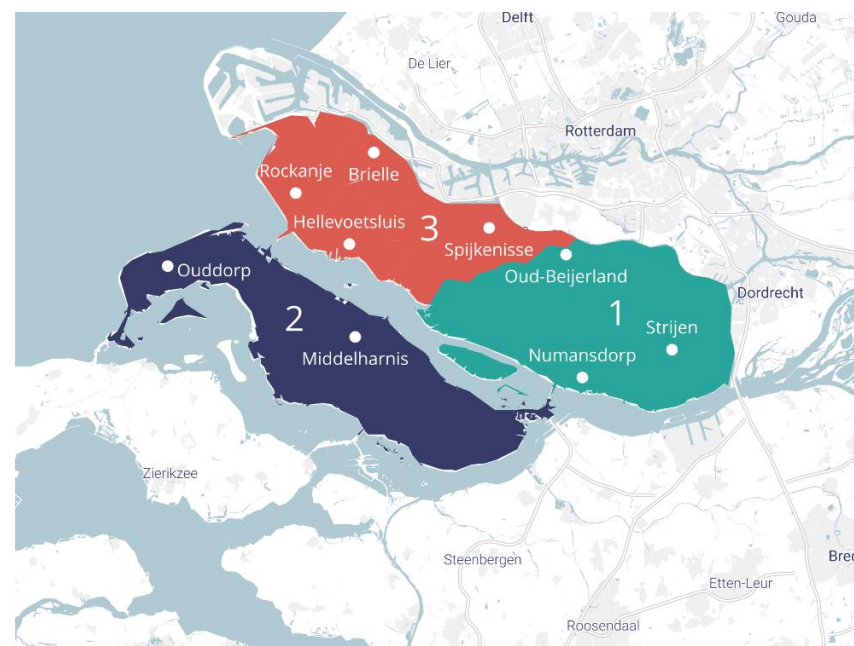 Delft
Gouda
De Lier
Rotterdam
Rockanje
Brielle
Hellevoetsluis
3
Spijkenisse
Ouddorp
Oud-Beijerland
Dordrecht
2
1
Strijen
Middelharnis
Numansdorp
Zierikzee
Steenbergen
Bred
Etten-Leur
Roosendaal